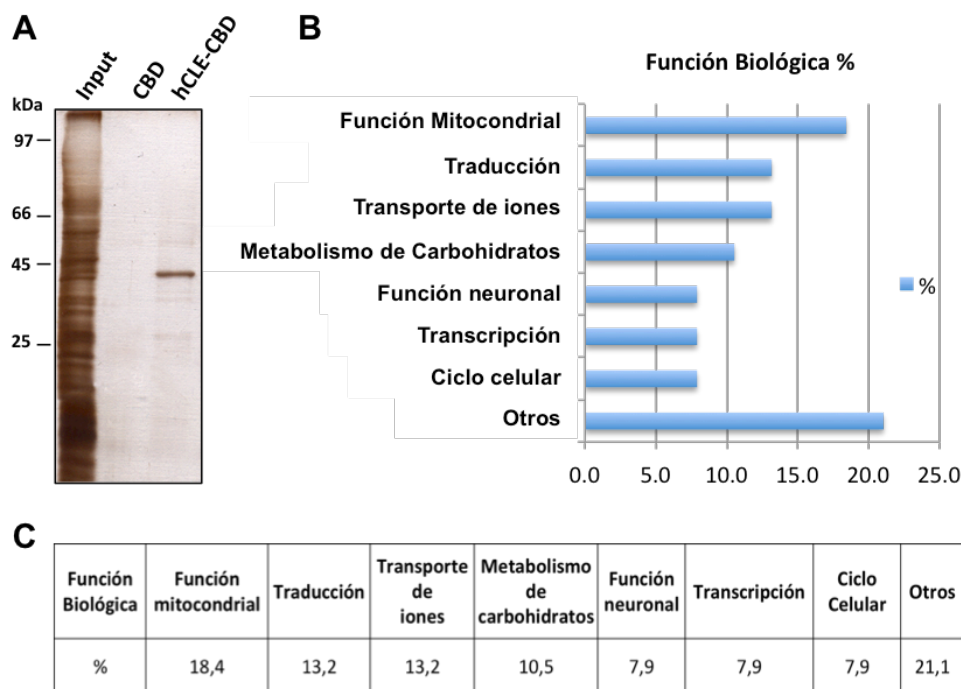 A
B
Input
CBD
hCLE-CBD
kDa
97
66
45
25
Función Biológica %
Función Mitocondrial
Traducción
Transporte de iones
Metabolismo de Carbohidratos
Función neuronal
Transcripción
Ciclo celular
Otros
%
0.0 5.0 10.0 15.0 20.0 25.0
C
Función Biológica
Función mitocondrial
Traducción
Transporte de iones
Metabolismo de carbohidratos
Función neuronal
Transcripción
Ciclo Celular
Otros
% 18,4 13,2 13,2 10,5 7,9 7,9 7,9 21,1